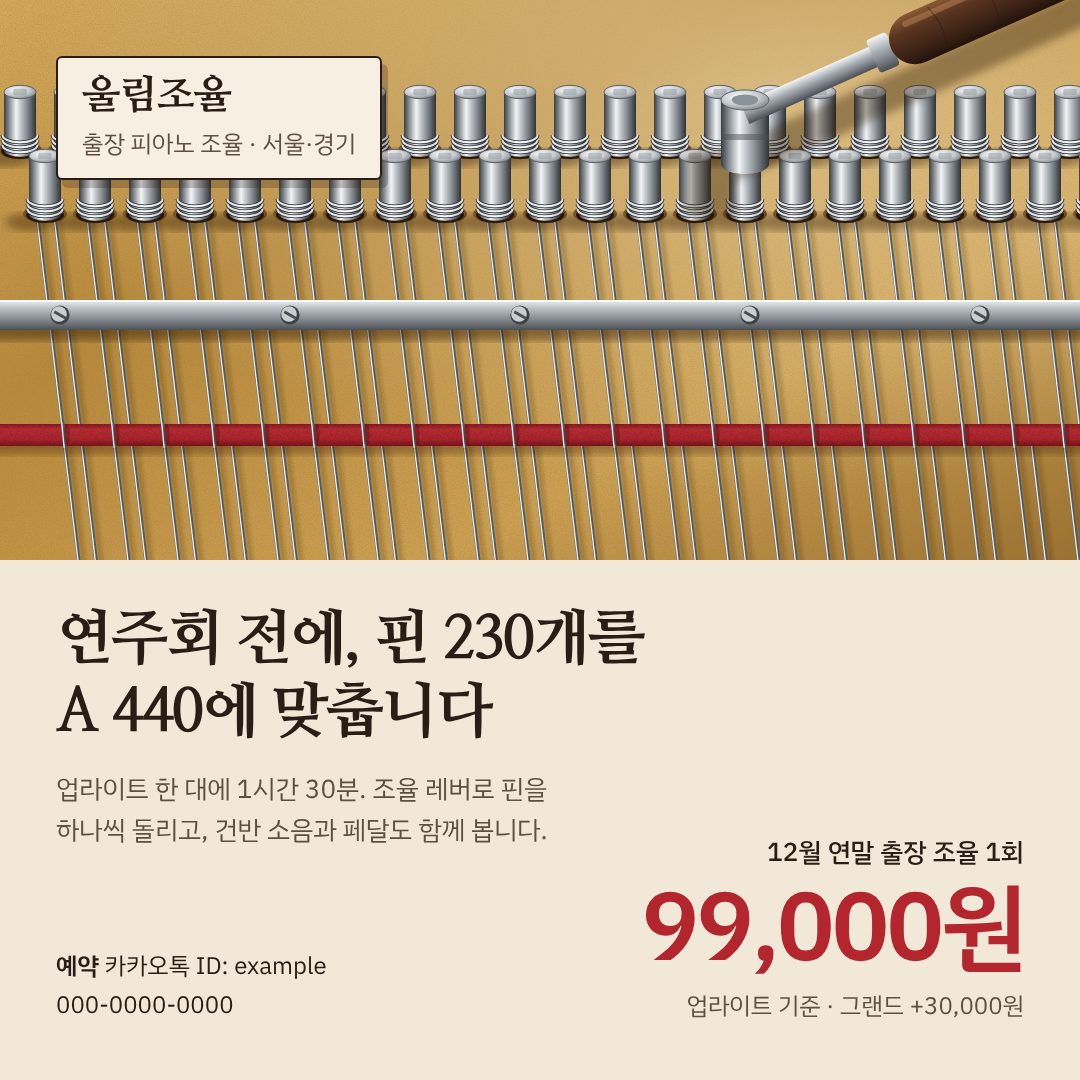 울림조율
출장 피아노 조율 · 서울·경기
연주회 전에, 핀 230개를
A 440에 맞춥니다
업라이트 한 대에 1시간 30분. 조율 레버로 핀을
하나씩 돌리고, 건반 소음과 페달도 함께 봅니다.
12월 연말 출장 조율 1회
99,000원
업라이트 기준 · 그랜드 +30,000원
예약 카카오톡 ID: example
000-0000-0000